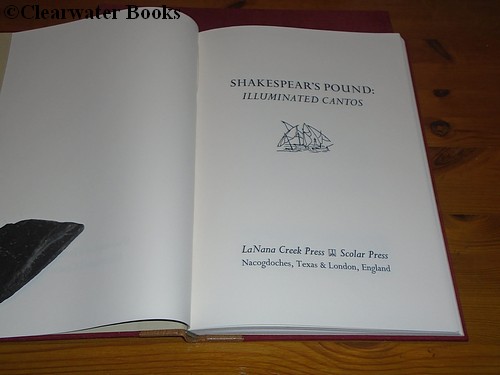 ©Clearwater Books
SHAKESPEAR'S POUND:
ILLUMINATED CANTOS
LaNana Creek Press Scolar Press
Nacogdoches, Texas & London, England